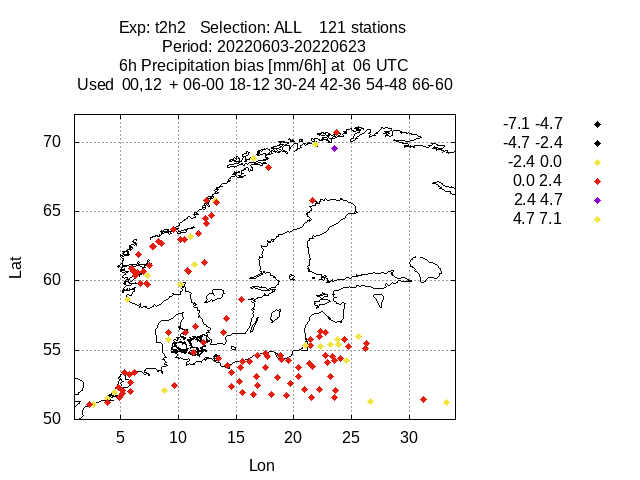 Exp: t2h2 Selection: ALL 121 stations
Period: 20220603-20220623
6h Precipitation bias [mm/6h] at 06 UTC
Used 00,12 + 06-00 18-12 30-24 42-36 54-48 66-60
-7.1 -4.7
-4.7 -2.4
-2.4 0.0
0.0 2.4
2.4 4.7
4.7 7.1
70
65
60
55
50
Lat
5 10 15 20 25 30
Lon